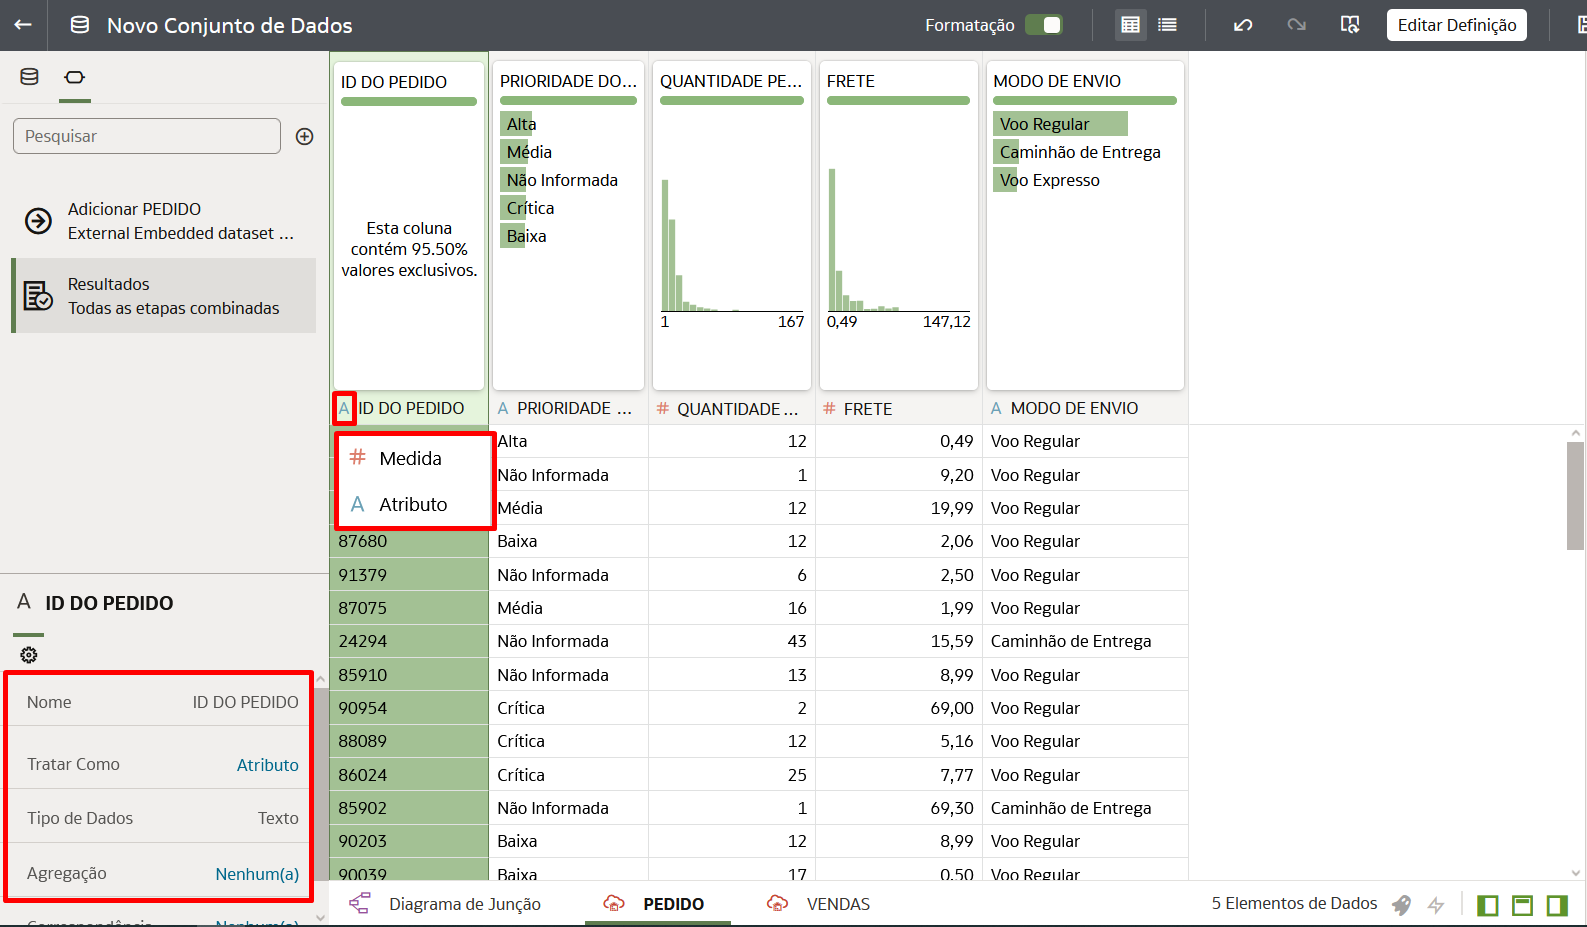 Novo Conjunto de Dados
Formatação
Editar Definição
Pesquisar
Adicionar PEDIDO
External Embedded dataset ...
Resultados
Todas as etapas combinadas
A ID DO PEDIDO
Nome ID DO PEDIDO
Tratar Como Atributo
Tipo de Dados Texto
Agregação Nenhum(a)
ID DO PEDIDO
Esta coluna
contém 95.50%
valores exclusivos.
PRIORIDADE DO...
Alta
Média
Não Informada
Crítica
Baixa
QUANTIDADE PE...
1 167
FRETE
0,49 147,12
MODO DE ENVIO
Voo Regular
Caminhão de Entrega
Voo Expresso
A ID DO PEDIDO A PRIORIDADE ... # QUANTIDADE ... # FRETE A MODO DE ENVIO
# Medida
A Atributo
Alta 12 0,49 Voo Regular
Não Informada 1 9,20 Voo Regular
Média 12 19,99 Voo Regular
87680 Baixa 12 2,06 Voo Regular
91379 Não Informada 6 2,50 Voo Regular
87075 Média 16 1,99 Voo Regular
24294 Não Informada 43 15,59 Caminhão de Entrega
85910 Não Informada 13 8,99 Voo Regular
90954 Crítica 2 69,00 Voo Regular
88089 Crítica 12 5,16 Voo Regular
86024 Crítica 25 7,77 Voo Regular
85902 Não Informada 1 69,30 Caminhão de Entrega
90203 Baixa 12 8,99 Voo Regular
90039 Baixa 17 0,50 Voo Regular
Diagrama de Junção PEDIDO VENDAS
5 Elementos de Dados